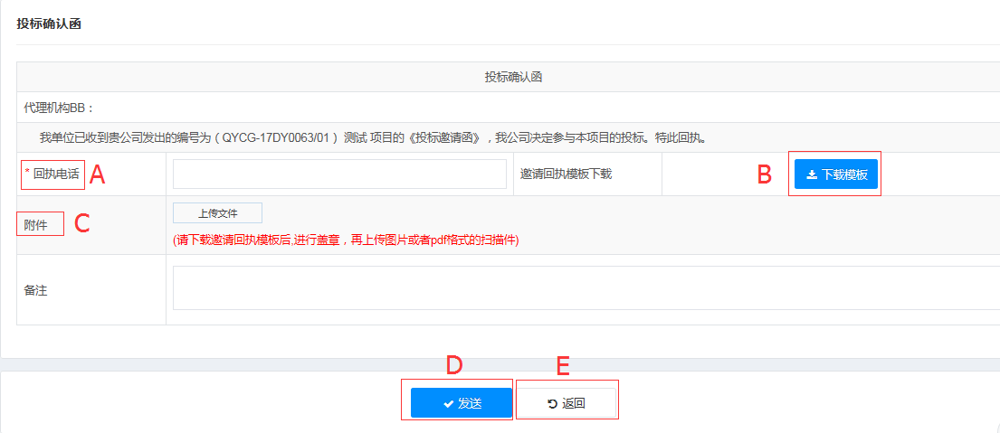 投标确认函
投标确认函
代理机构BB：
我单位已收到贵公司发出的编号为（QYCG-17DY0063/01） 测试 项目的《投标邀请函》，我公司决定参与本项目的投标。特此回执。
* 回执电话 A 邀请回执模板下载 B 下载模板
附件 C 上传文件
(请下载邀请回执模板后,进行盖章，再上传图片或者pdf格式的扫描件)
备注
D E
发送 返回